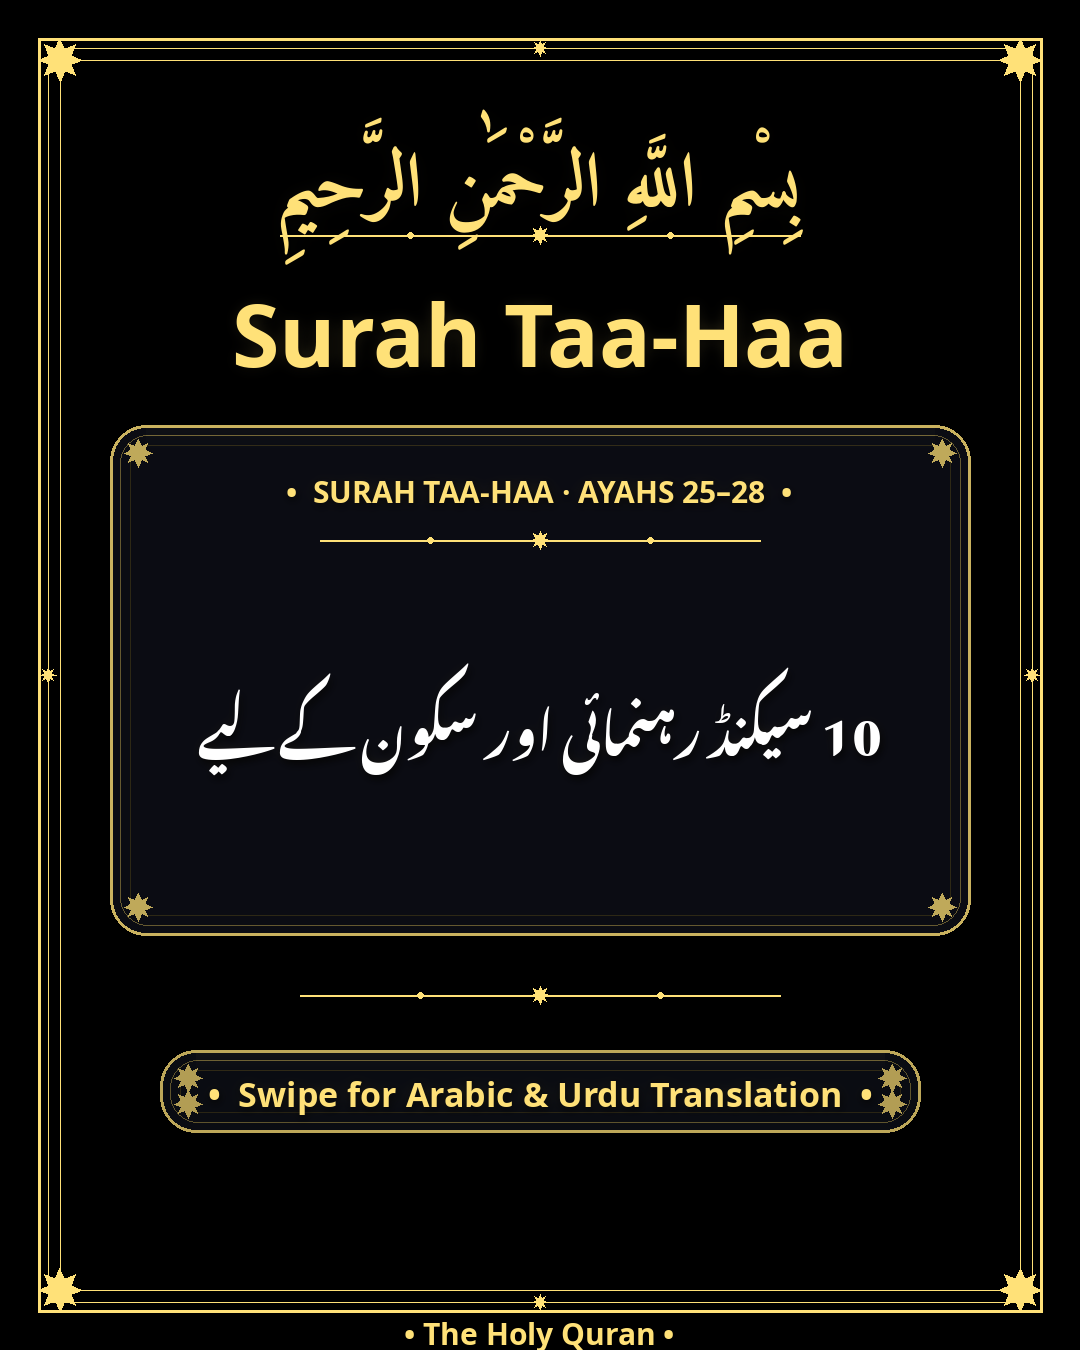 بِسْمِ اللَّهِ الرَّحْمَٰنِ الرَّحِيمِ
Surah Taa-Haa
• SURAH TAA-HAA · AYAHS 25–28 •
10 سیکنڈ رہنمائی اور سکون کے لیے
• Swipe for Arabic & Urdu Translation •
• The Holy Quran •